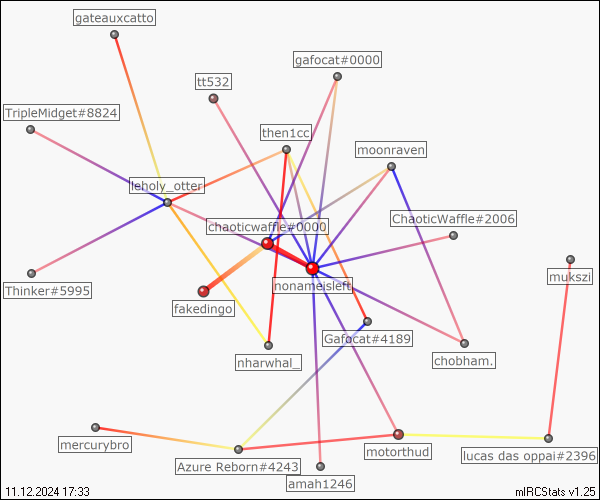 gateauxcatto
gafocat#0000
tt532
TripleMidget#8824
then1cc
moonraven
leholy_otter
ChaoticWaffle#2006
chaoticwaffle#0000
mukszi
Thinker#5995
nonameisleft
fakedingo
Gafocat#4189
nharwhal_
chobham.
mercurybro
motorthud
lucas das oppai#2396
Azure Reborn#4243
amah1246
11.12.2024 17:33
mIRCStats v1.25